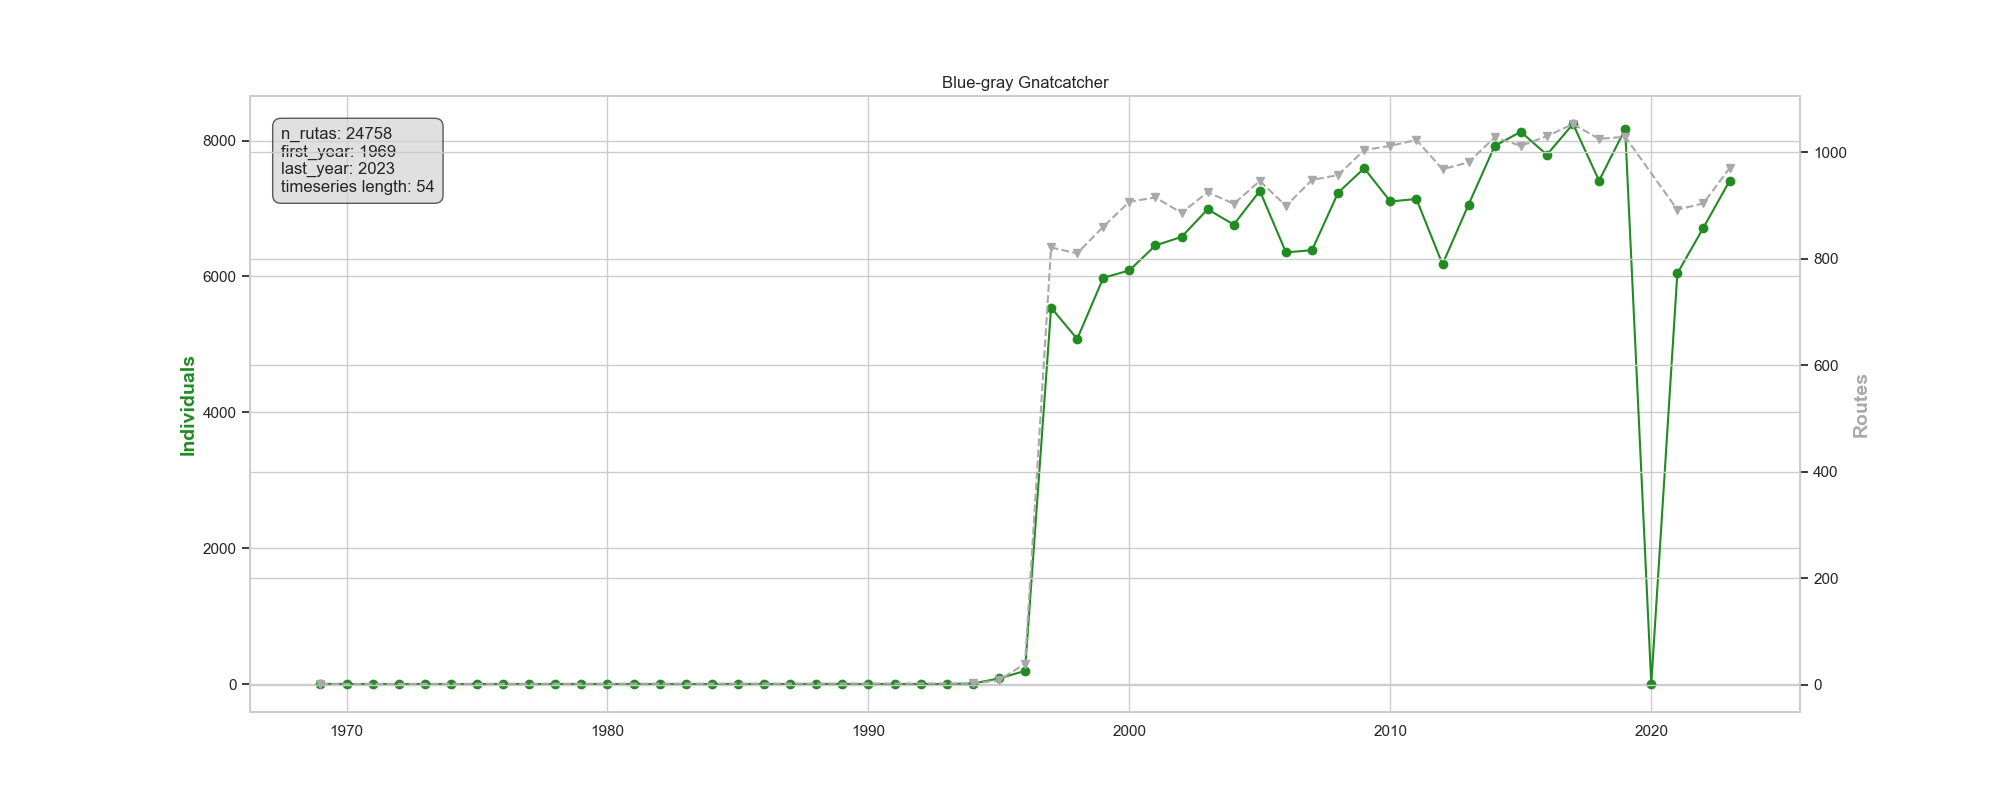 Blue-gray Gnatcatcher
n_rutas: 24758
first_year: 1969
last_year: 2023
timeseries length: 54
8000
6000
4000
2000
0
Individuals
1000
800
600
400
200
0
Routes
1970
1980
1990
2000
2010
2020